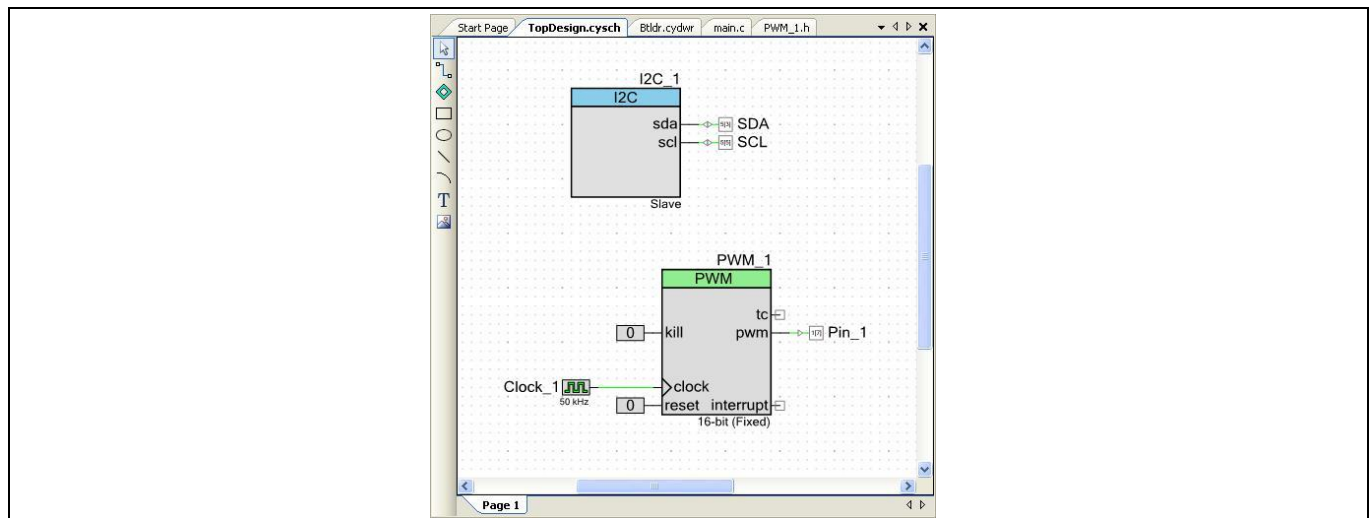 Start Page TopDesign.cysch Btldr.cydwr main.c PWM_1.h
I2C_1
I2C
sda SDA
scl SCL
Slave
PWM_1
PWM
tc
0 kill pwm Pin_1
Clock_1 clock
50 kHz
0 reset interrupt
16-bit (Fixed)
T
Page 1